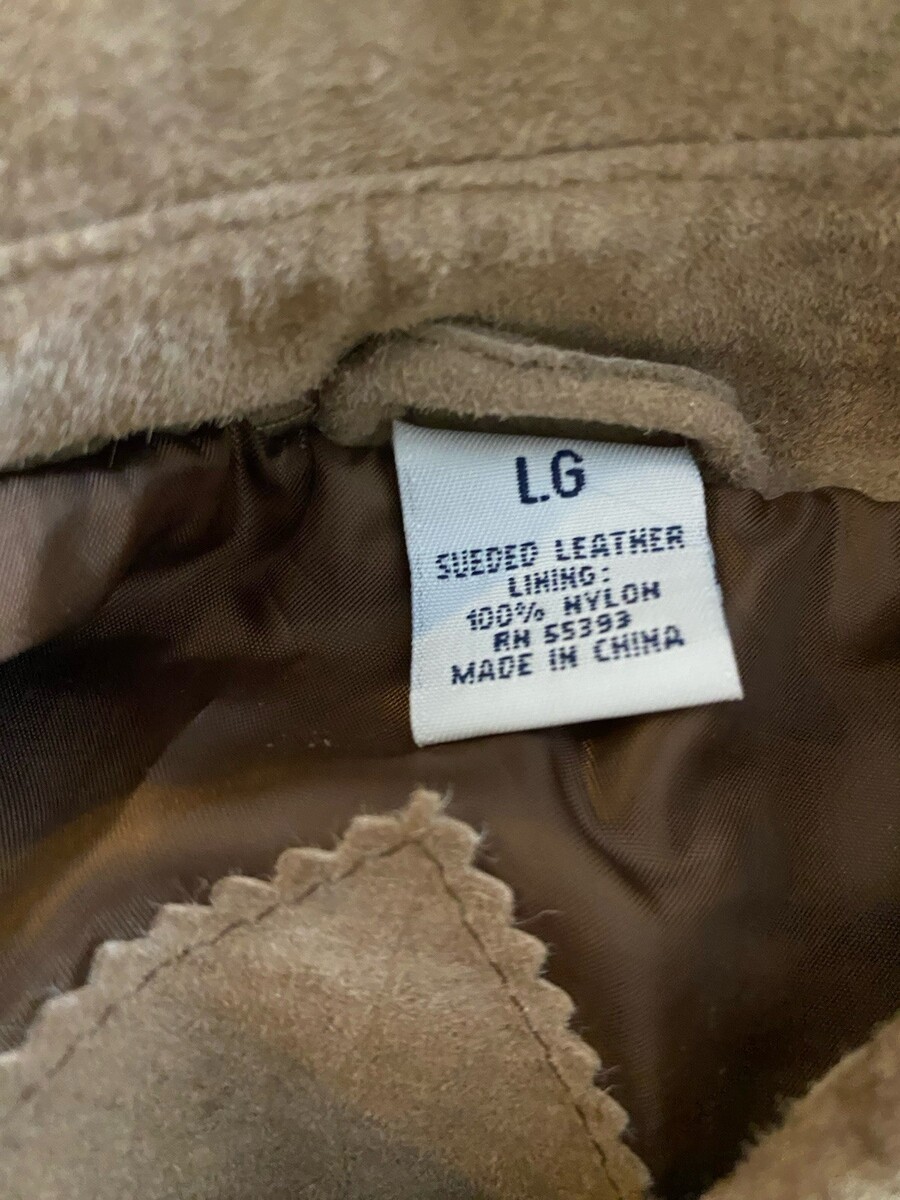 LG
SUEDED LEATHER
LINING:
100% NYLON
RN 55393
MADE IN CHINA